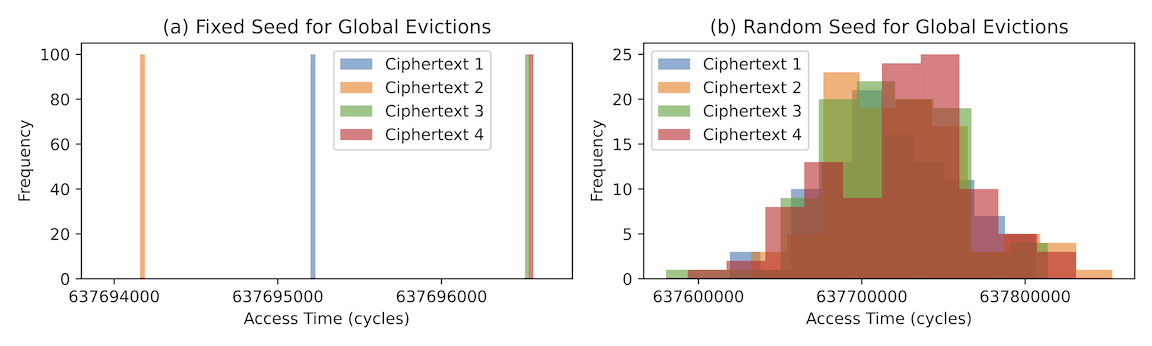 (a) Fixed Seed for Global Evictions
Frequency
100
80
60
40
20
0
Ciphertext 1
Ciphertext 2
Ciphertext 3
Ciphertext 4
637694000
637695000
637696000
Access Time (cycles)
(b) Random Seed for Global Evictions
Frequency
25
20
15
10
5
0
Ciphertext 1
Ciphertext 2
Ciphertext 3
Ciphertext 4
637600000
637700000
637800000
Access Time (cycles)